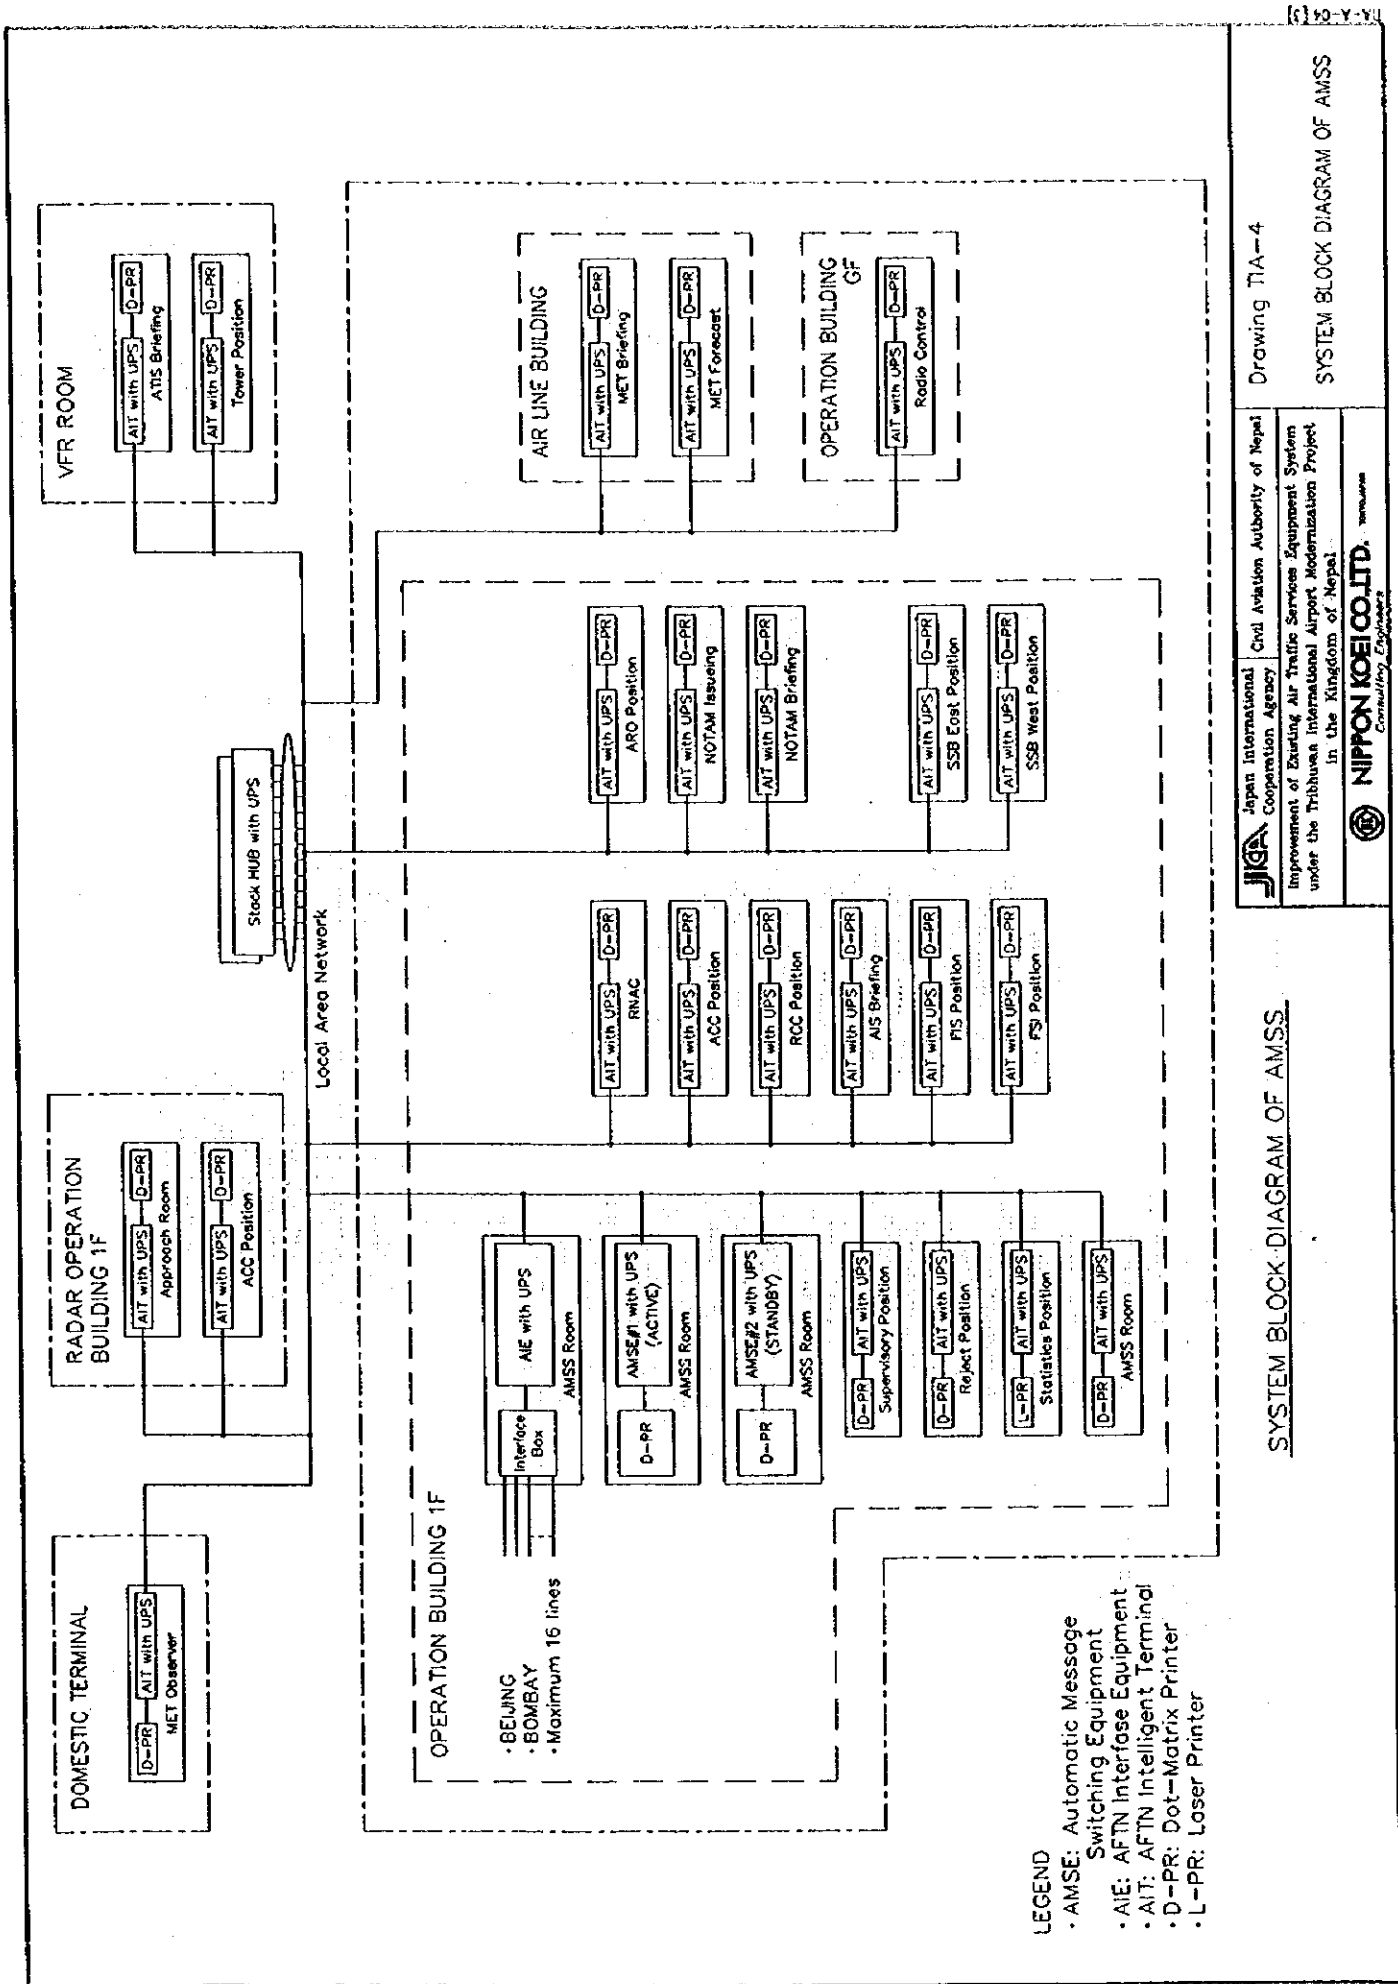 TIA-A-04[3]
DOMESTIC TERMINAL
D-PR
AIT with UPS
MET Observer
RADAR OPERATION
BUILDING 1F
AIT with UPS
D-PR
Approach Room
AIT with UPS
D-PR
ACC Position
Stack HUB with UPS
Local Area Network
VFR ROOM
AIT with UPS
D-PR
ATIS Briefing
AIT with UPS
D-PR
Tower Position
OPERATION BUILDING 1F
· BEIJING
· BOMBAY
· Maximum 16 lines
Interface
Box
AIE with UPS
AMSS Room
D-PR
AMSE#1 with UPS
(ACTIVE)
AMSS Room
D-PR
AMSE#2 with UPS
(STANDBY)
AMSS Room
D-PR
AIT with UPS
Supervisory Position
D-PR
AIT with UPS
Reject Position
L-PR
AIT with UPS
Statistics Position
D-PR
AIT with UPS
AMSS Room
AIT with UPS
D-PR
RNAC
AIT with UPS
D-PR
ACC Position
AIT with UPS
D-PR
RCC Position
AIT with UPS
D-PR
AIS Briefing
AIT with UPS
D-PR
FIS Position
AIT with UPS
D-PR
FSI Position
AIT with UPS
D-PR
ARO Position
AIT with UPS
D-PR
NOTAM Issueing
AIT with UPS
D-PR
NOTAM Briefing
AIT with UPS
D-PR
SSB East Position
AIT with UPS
D-PR
SSB West Position
AIR LINE BUILDING
AIT with UPS
D-PR
MET Briefing
AIT with UPS
D-PR
MET Forecast
OPERATION BUILDING
GF
AIT with UPS
D-PR
Radio Control
LEGEND
· AMSE: Automatic Message
Switching Equipment
· AIE: AFTN Interfase Equipment
· AIT: AFTN Intelligent Terminal
· D-PR: Dot-Matrix Printer
· L-PR: Laser Printer
SYSTEM BLOCK DIAGRAM OF AMSS
JICA
Japan International
Cooperation Agency
Civil Aviation Authority of Nepal
Improvement of Existing Air Traffic Services Equipment System
under the Tribhuvan International Airport Modernization Project
in the Kingdom of Nepal
NIPPON KOEI CO.,LTD.
Consulting Engineers
Drawing TIA-4
SYSTEM BLOCK DIAGRAM OF AMSS